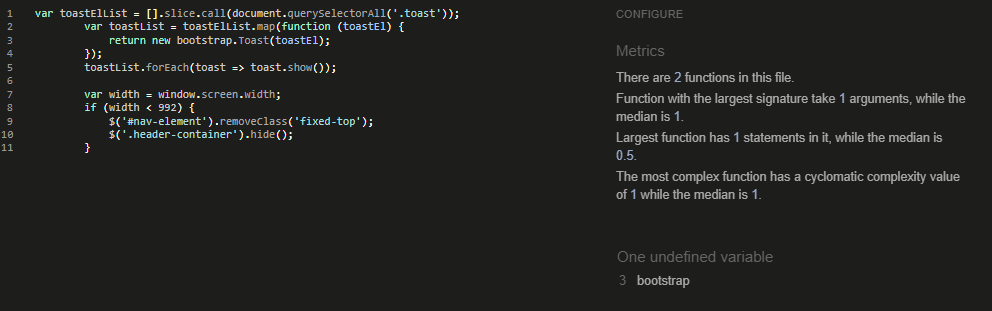 1 var toastElList = [].slice.call(document.querySelectorAll('.toast'));
2 var toastList = toastElList.map(function (toastEl) {
3 return new bootstrap.Toast(toastEl);
4 });
5 toastList.forEach(toast => toast.show());
6
7 var width = window.screen.width;
8 if (width < 992) {
9 $('#nav-element').removeClass('fixed-top');
10 $('.header-container').hide();
11 }
CONFIGURE
Metrics
There are 2 functions in this file.
Function with the largest signature take 1 arguments, while the
median is 1.
Largest function has 1 statements in it, while the median is
0.5.
The most complex function has a cyclomatic complexity value
of 1 while the median is 1.
One undefined variable
3 bootstrap